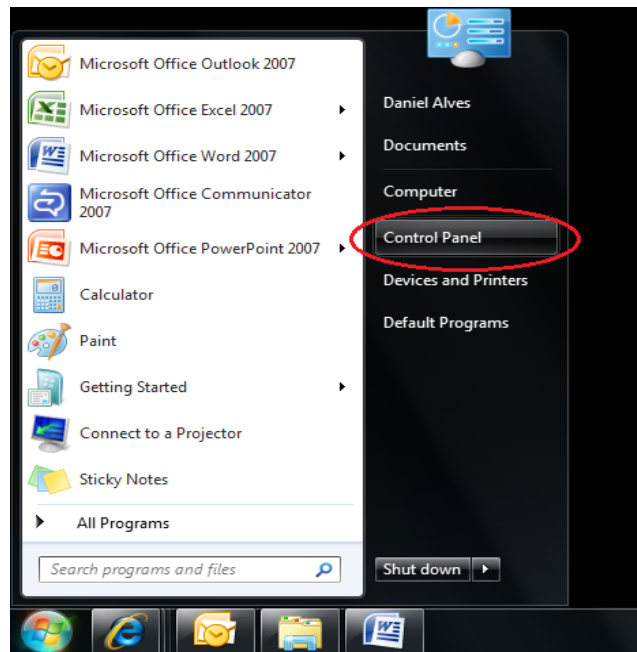 Microsoft Office Outlook 2007
Microsoft Office Excel 2007
Microsoft Office Word 2007
Microsoft Office Communicator
2007
Microsoft Office PowerPoint 2007
Calculator
Paint
Getting Started
Connect to a Projector
Sticky Notes
All Programs
Search programs and files
Daniel Alves
Documents
Computer
Control Panel
Devices and Printers
Default Programs
Shut down